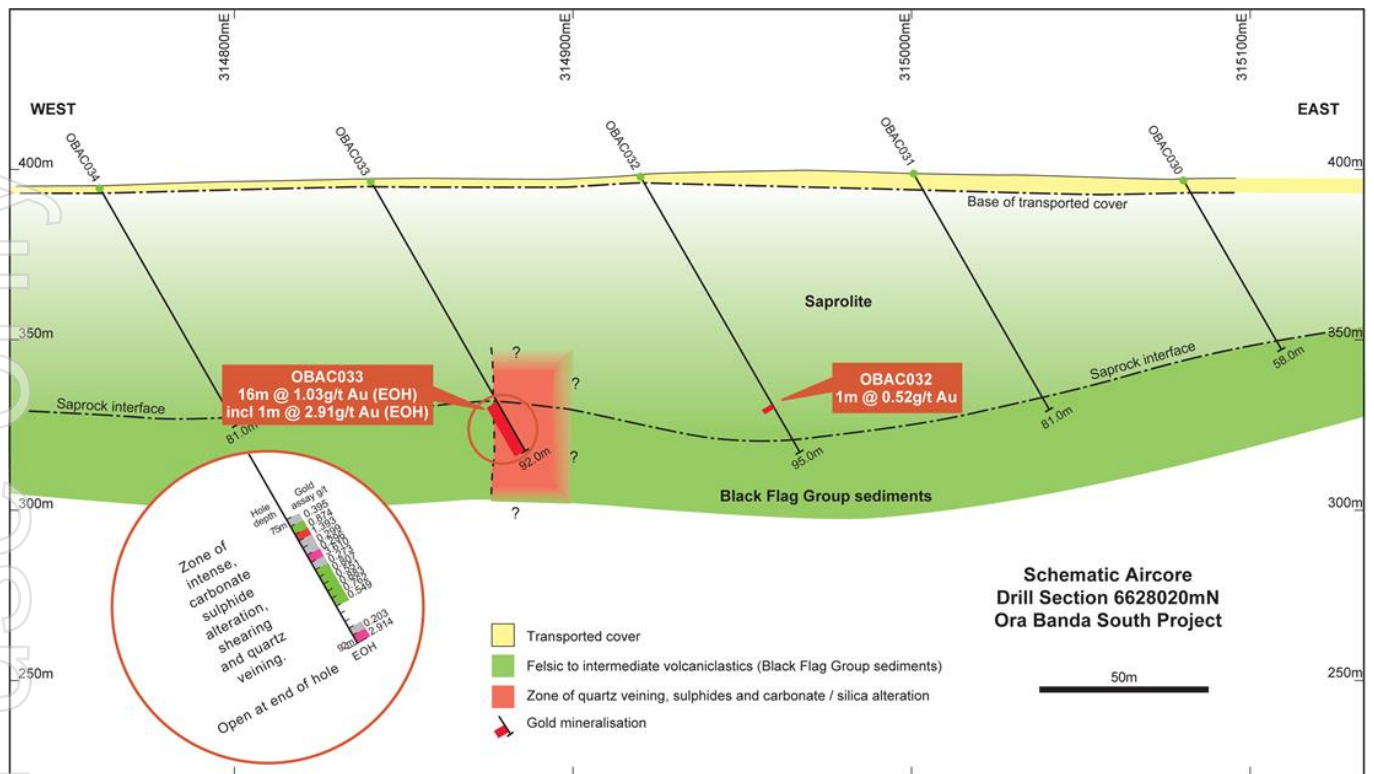 314800mE
314900mE
315000mE
315100mE
WEST
EAST
OBAC034
OBAC033
OBAC032
OBAC031
OBAC030
400m
400m
Base of transported cover
Saprolite
350m
350m
Saprock interface
Saprock interface
OBAC033
16m @ 1.03g/t Au (EOH)
incl 1m @ 2.91g/t Au (EOH)
OBAC032
1m @ 0.52g/t Au
?
?
?
?
81.0m
92.0m
95.0m
81.0m
58.0m
Black Flag Group sediments
300m
300m
Hole
depth
Gold
assay g/t
75m
0.395
0.874
1.393
0.549
0.203
2.914
92m
EOH
Zone of
intense,
carbonate
sulphide
alteration,
shearing
and quartz
veining.
Open at end of hole
Schematic Aircore
Drill Section 6628020mN
Ora Banda South Project
50m
250m
250m
Transported cover
Felsic to intermediate volcaniclastics (Black Flag Group sediments)
Zone of quartz veining, sulphides and carbonate / silica alteration
Gold mineralisation